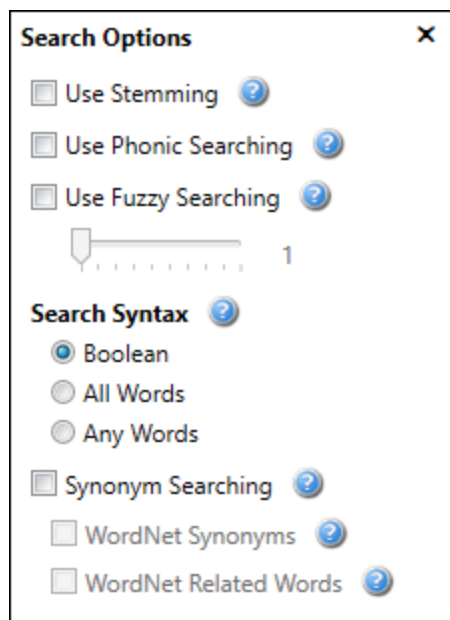 Search Options
Use Stemming ?
Use Phonic Searching ?
Use Fuzzy Searching ?
1
Search Syntax ?
Boolean
All Words
Any Words
Synonym Searching ?
WordNet Synonyms ?
WordNet Related Words ?